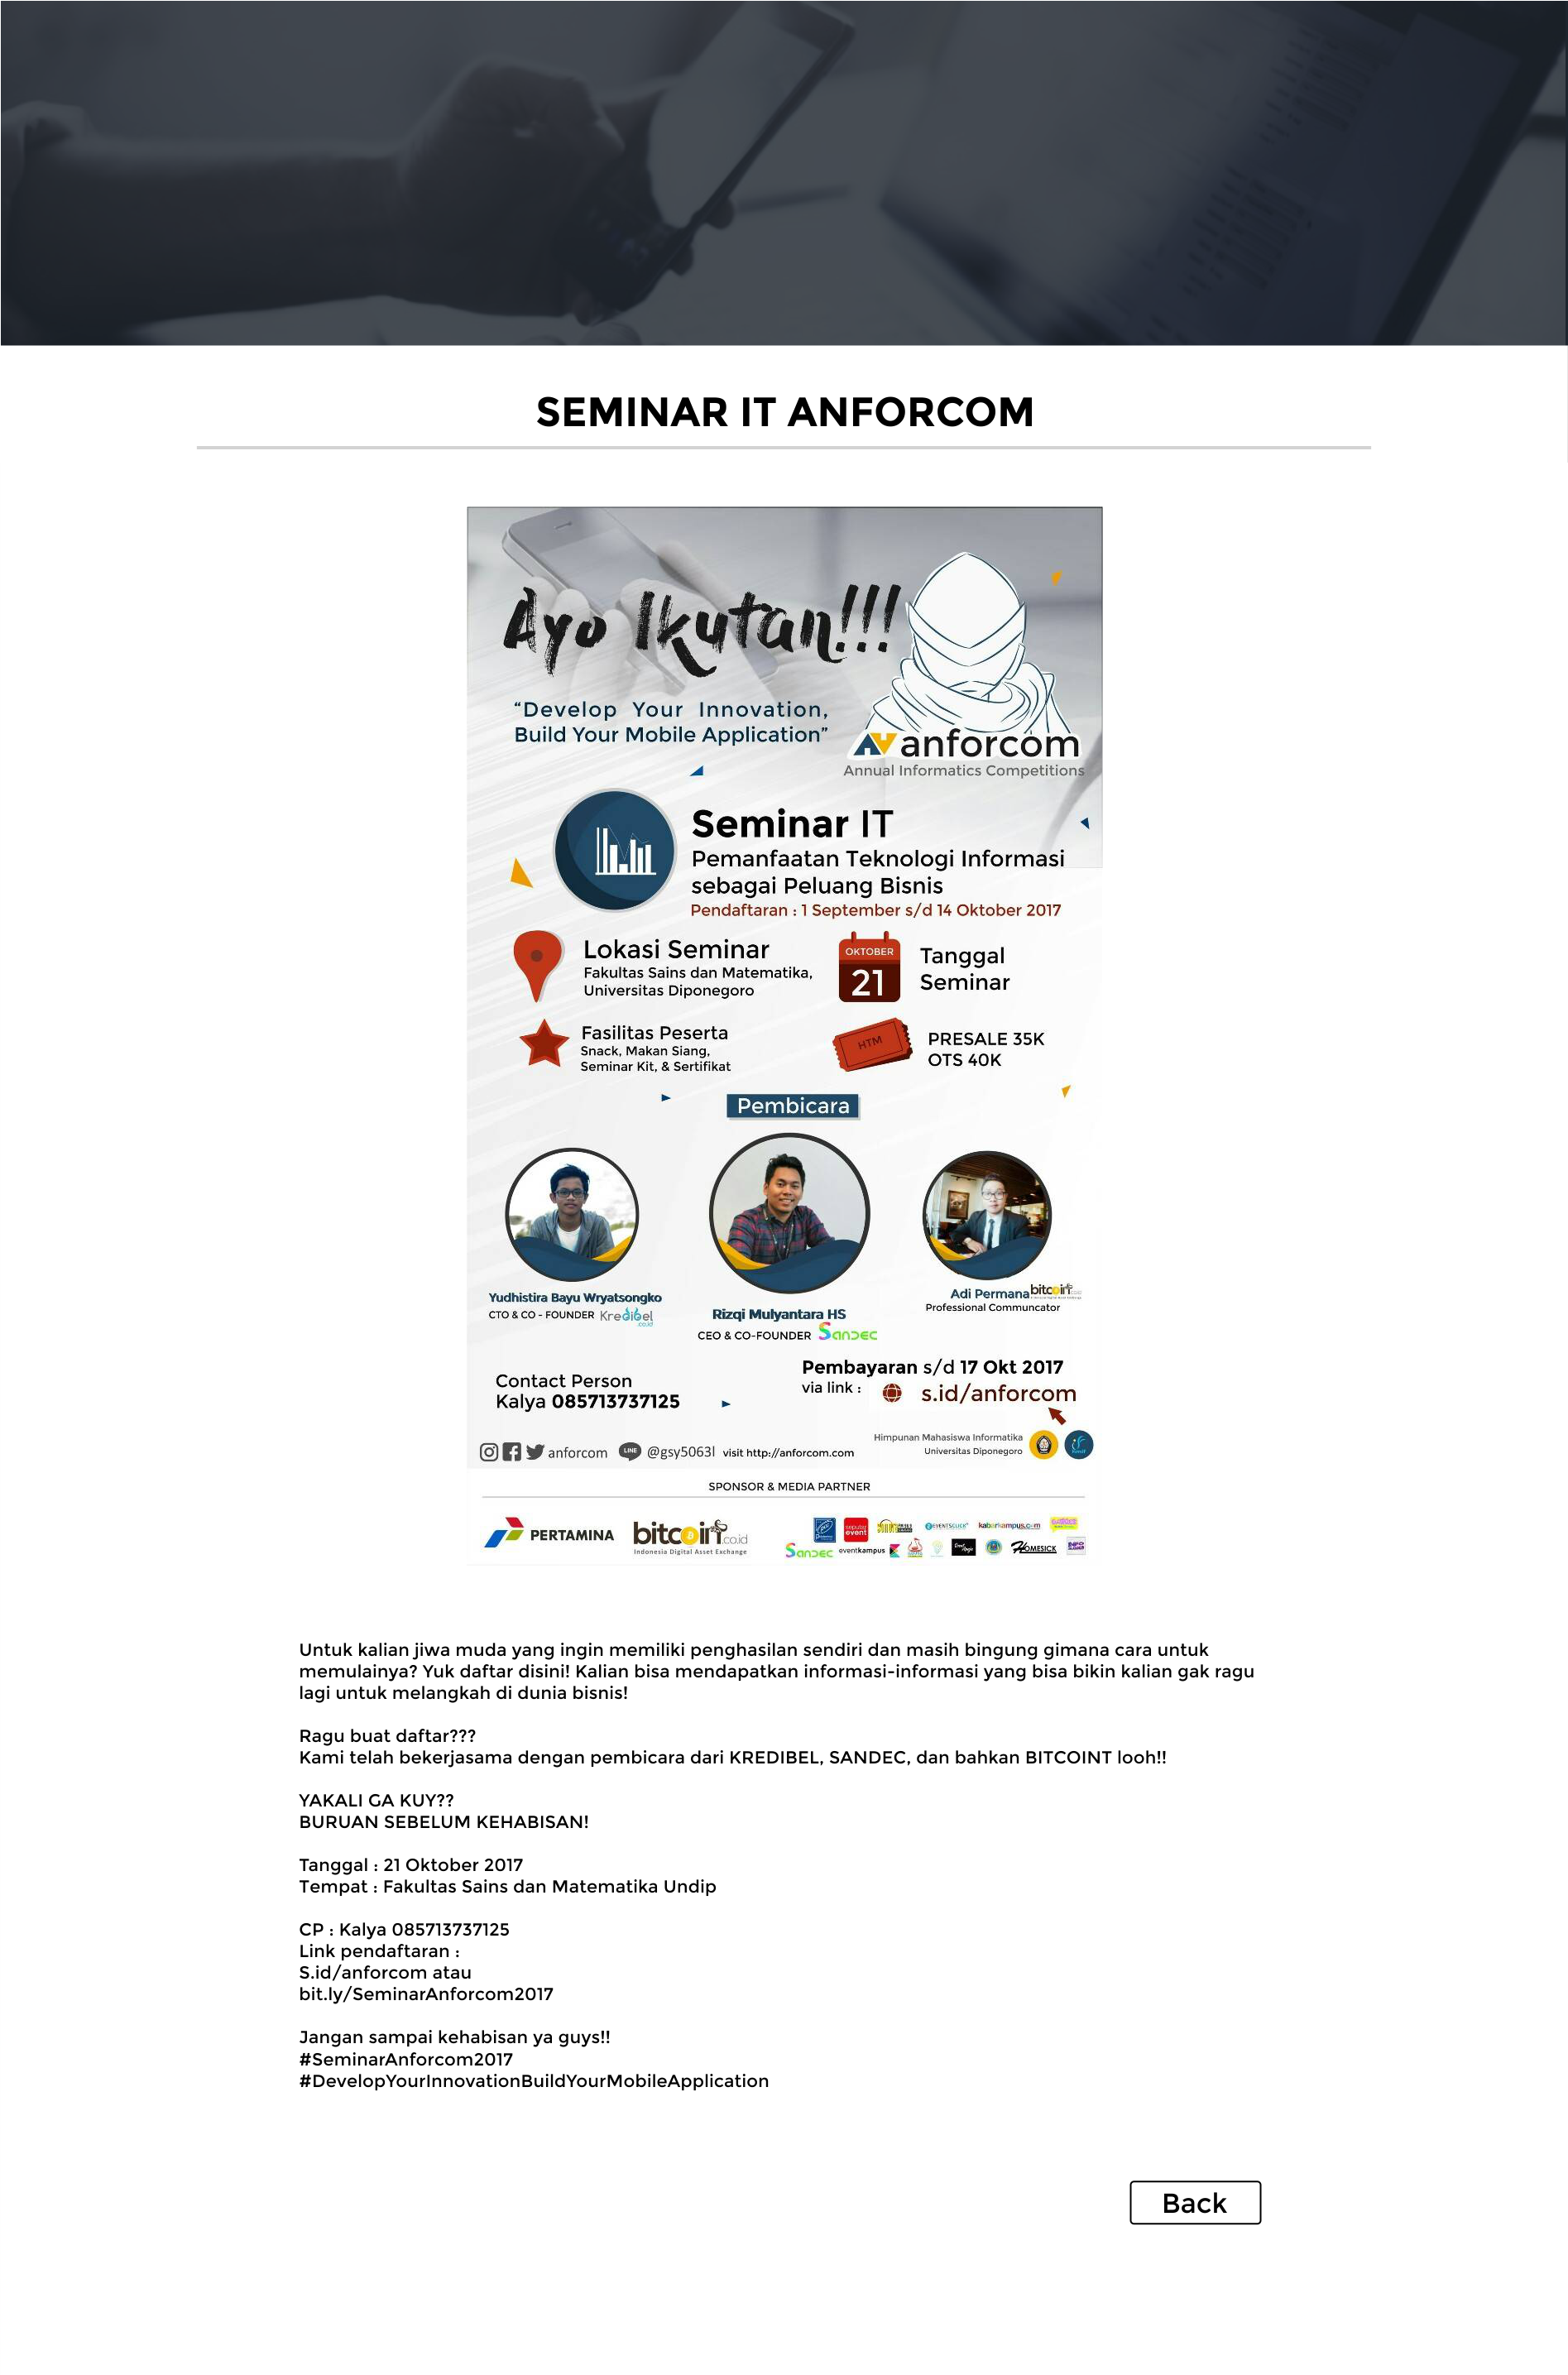 SEMINAR IT ANFORCOM
Ayo Ikutan!!!
“Develop Your Innovation,
Build Your Mobile Application”
anforcom
Annual Informatics Competitions
Seminar IT
Pemanfaatan Teknologi Informasi
sebagai Peluang Bisnis
Pendaftaran : 1 September s/d 14 Oktober 2017
Lokasi Seminar
Fakultas Sains dan Matematika,
Universitas Diponegoro
OKTOBER
21
Tanggal
Seminar
Fasilitas Peserta
Snack, Makan Siang,
Seminar Kit, & Sertifikat
HTM
PRESALE 35K
OTS 40K
Pembicara
Yudhistira Bayu Wryatsongko
CTO & CO - FOUNDER Kredibel
co.id
Rizqi Mulyantara HS
CEO & CO-FOUNDER Sandec
Adi Permana bitcoin
Professional Communcator
Contact Person
Kalya 085713737125
Pembayaran s/d 17 Okt 2017
via link :
s.id/anforcom
anforcom LINE @gsy5063l visit http://anforcom.com
Himpunan Mahasiswa Informatika
Universitas Diponegoro
SPONSOR & MEDIA PARTNER
PERTAMINA
bitcoin.co.id
Indonesia Digital Asset Exchange
seputar event
EVENTSCLICK
kabarkampus.com
Sandec
eventkampus
HOMESICK
Untuk kalian jiwa muda yang ingin memiliki penghasilan sendiri dan masih bingung gimana cara untuk
memulainya? Yuk daftar disini! Kalian bisa mendapatkan informasi-informasi yang bisa bikin kalian gak ragu
lagi untuk melangkah di dunia bisnis!
Ragu buat daftar???
Kami telah bekerjasama dengan pembicara dari KREDIBEL, SANDEC, dan bahkan BITCOINT looh!!
YAKALI GA KUY??
BURUAN SEBELUM KEHABISAN!
Tanggal : 21 Oktober 2017
Tempat : Fakultas Sains dan Matematika Undip
CP : Kalya 085713737125
Link pendaftaran :
S.id/anforcom atau
bit.ly/SeminarAnforcom2017
Jangan sampai kehabisan ya guys!!
#SeminarAnforcom2017
#DevelopYourInnovationBuildYourMobileApplication
Back